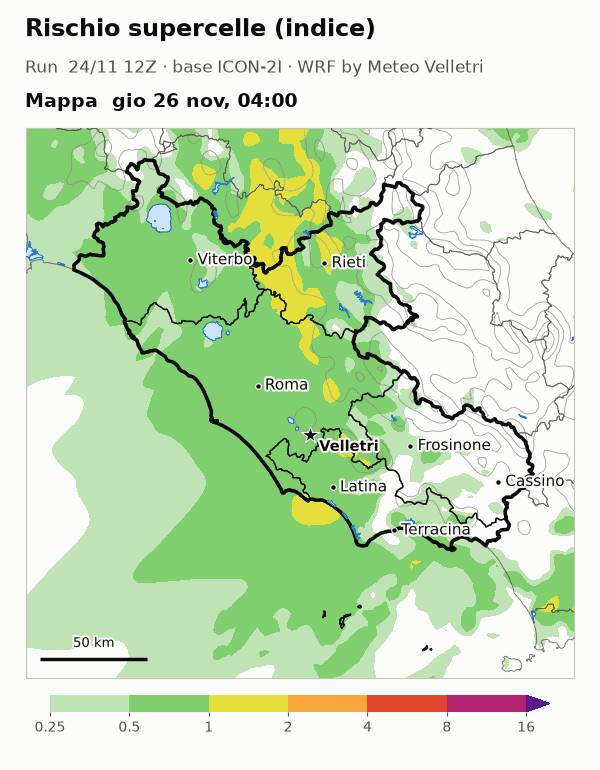 Rischio supercelle (indice)
Run  24/11 12Z · base ICON-2I · WRF by Meteo Velletri
Mappa  gio 26 nov, 04:00
Viterbo
Rieti
Roma
Velletri
Frosinone
Latina
Cassino
Terracina
50 km
0.25 0.5 1 2 4 8 16